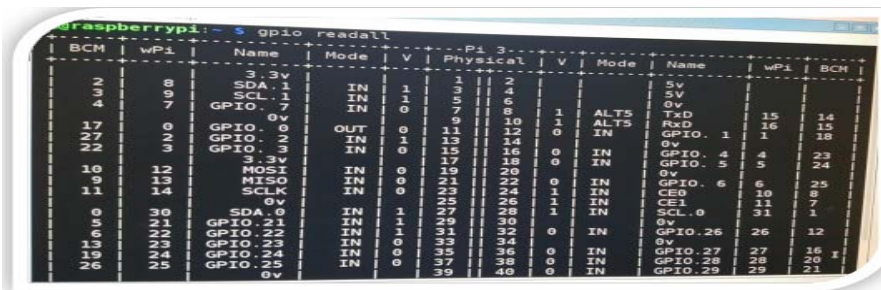 @raspberrypi:~ $ gpio readall
+-----+-----+---------+------+---+---Pi 3---+---+------+---------+-----+-----+
| BCM | wPi | Name | Mode | V | Physical | V | Mode | Name | wPi | BCM |
| | | 3.3v | | | 1 || 2 | | | 5v | | |
| 2 | 8 | SDA.1 | IN | 1 | 3 || 4 | | | 5V | | |
| 3 | 9 | SCL.1 | IN | 1 | 5 || 6 | | | 0v | | |
| 4 | 7 | GPIO. 7 | IN | 0 | 7 || 8 | 1 | ALT5 | TxD | 15 | 14 |
| | | 0v | | | 9 || 10 | 1 | ALT5 | RxD | 16 | 15 |
| 17 | 0 | GPIO. 0 | OUT | 0 | 11 || 12 | 0 | IN | GPIO. 1 | 1 | 18 |
| 27 | 2 | GPIO. 2 | IN | 1 | 13 || 14 | | | 0v | | |
| 22 | 3 | GPIO. 3 | IN | 0 | 15 || 16 | 0 | IN | GPIO. 4 | 4 | 23 |
| | | 3.3v | | | 17 || 18 | 0 | IN | GPIO. 5 | 5 | 24 |
| 10 | 12 | MOSI | IN | 0 | 19 || 20 | | | 0v | | |
| 9 | 13 | MISO | IN | 0 | 21 || 22 | 0 | IN | GPIO. 6 | 6 | 25 |
| 11 | 14 | SCLK | IN | 0 | 23 || 24 | 1 | IN | CE0 | 10 | 8 |
| | | 0v | | | 25 || 26 | 1 | IN | CE1 | 11 | 7 |
| 0 | 30 | SDA.0 | IN | 1 | 27 || 28 | 1 | IN | SCL.0 | 31 | 1 |
| 5 | 21 | GPIO.21 | IN | 1 | 29 || 30 | | | 0v | | |
| 6 | 22 | GPIO.22 | IN | 1 | 31 || 32 | 0 | IN | GPIO.26 | 26 | 12 |
| 13 | 23 | GPIO.23 | IN | 0 | 33 || 34 | | | 0v | | |
| 19 | 24 | GPIO.24 | IN | 0 | 35 || 36 | 0 | IN | GPIO.27 | 27 | 16 |
| 26 | 25 | GPIO.25 | IN | 0 | 37 || 38 | 0 | IN | GPIO.28 | 28 | 20 |
| | | 0v | | | 39 || 40 | 0 | IN | GPIO.29 | 29 | 21 |